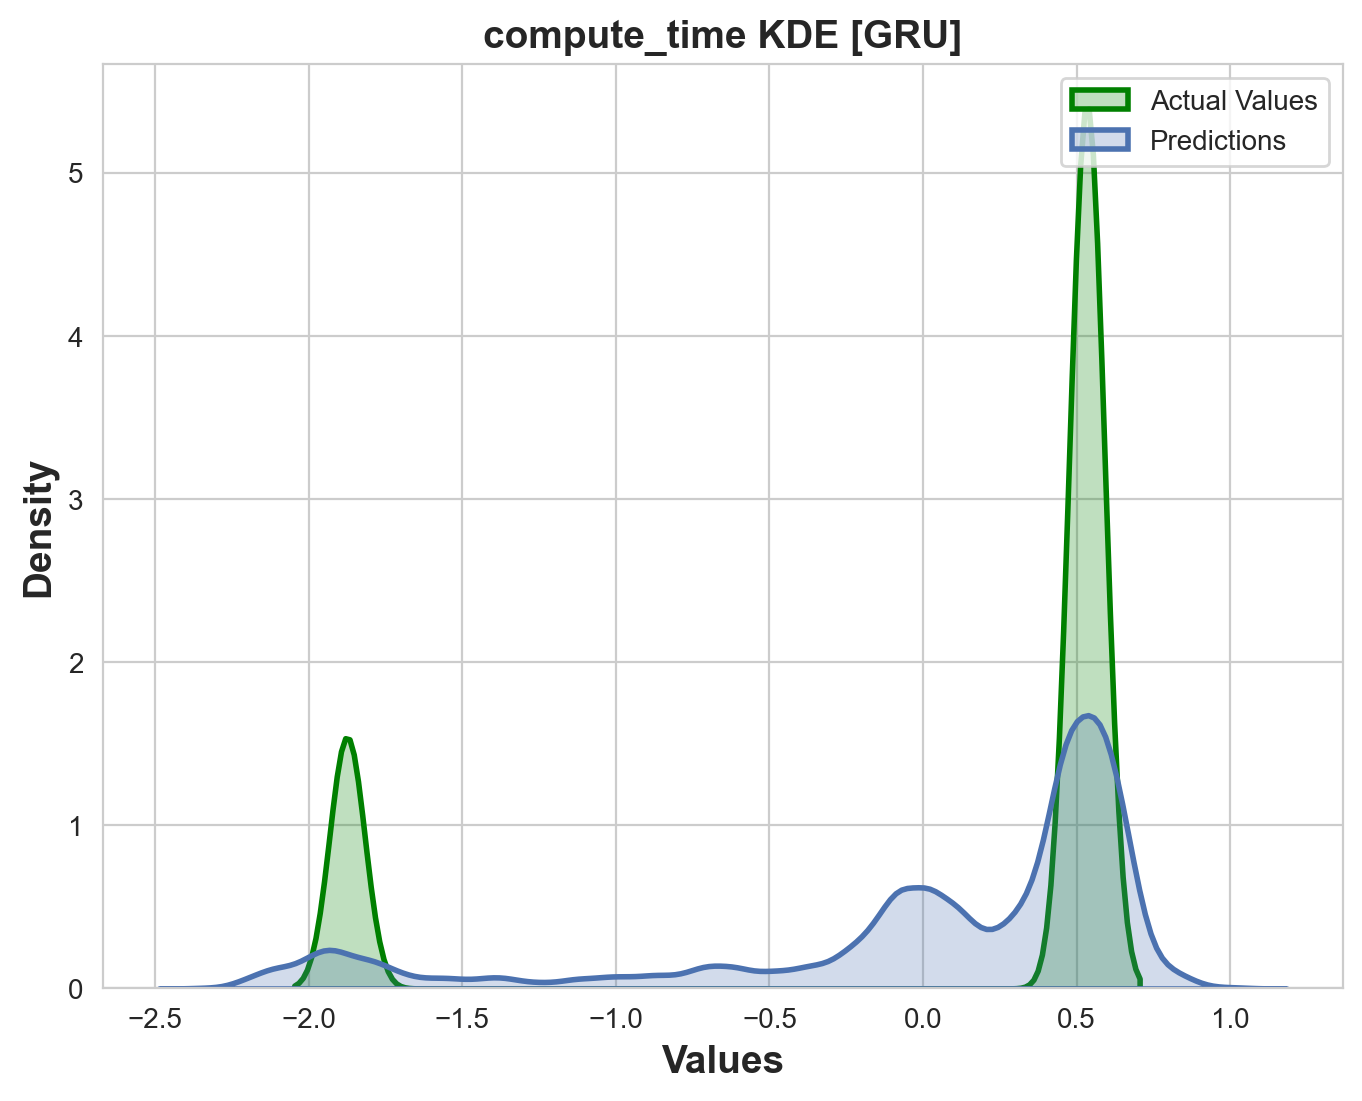 compute_time KDE [GRU]
Actual Values
Predictions
Density
5
4
3
2
1
0
−2.5 −2.0 −1.5 −1.0 −0.5 0.0 0.5 1.0
Values